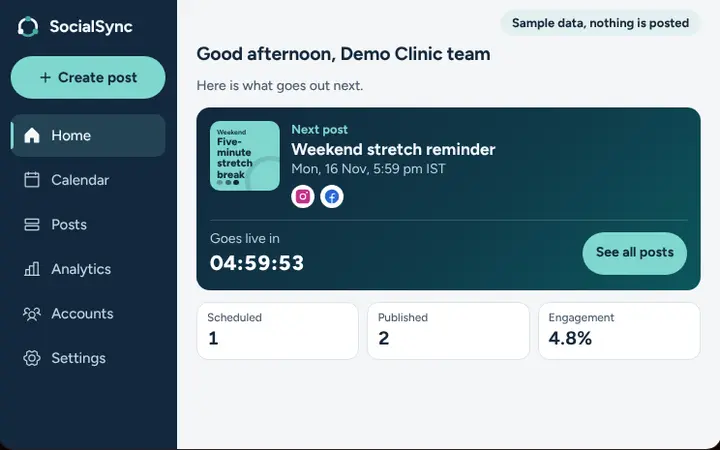 SocialSync
Sample data, nothing is posted
+ Create post
Home
Calendar
Posts
Analytics
Accounts
Settings
Good afternoon, Demo Clinic team
Here is what goes out next.
Weekend
Five-
minute
stretch
break
Next post
Weekend stretch reminder
Mon, 16 Nov, 5:59 pm IST
Goes live in
04:59:53
See all posts
Scheduled
1
Published
2
Engagement
4.8%